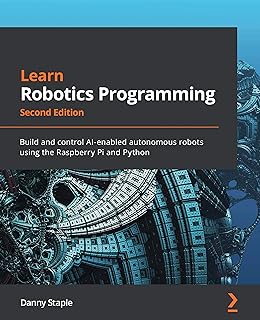 Learn
Robotics Programming
Second Edition
Build and control AI-enabled autonomous robots
using the Raspberry Pi and Python
Danny Staple